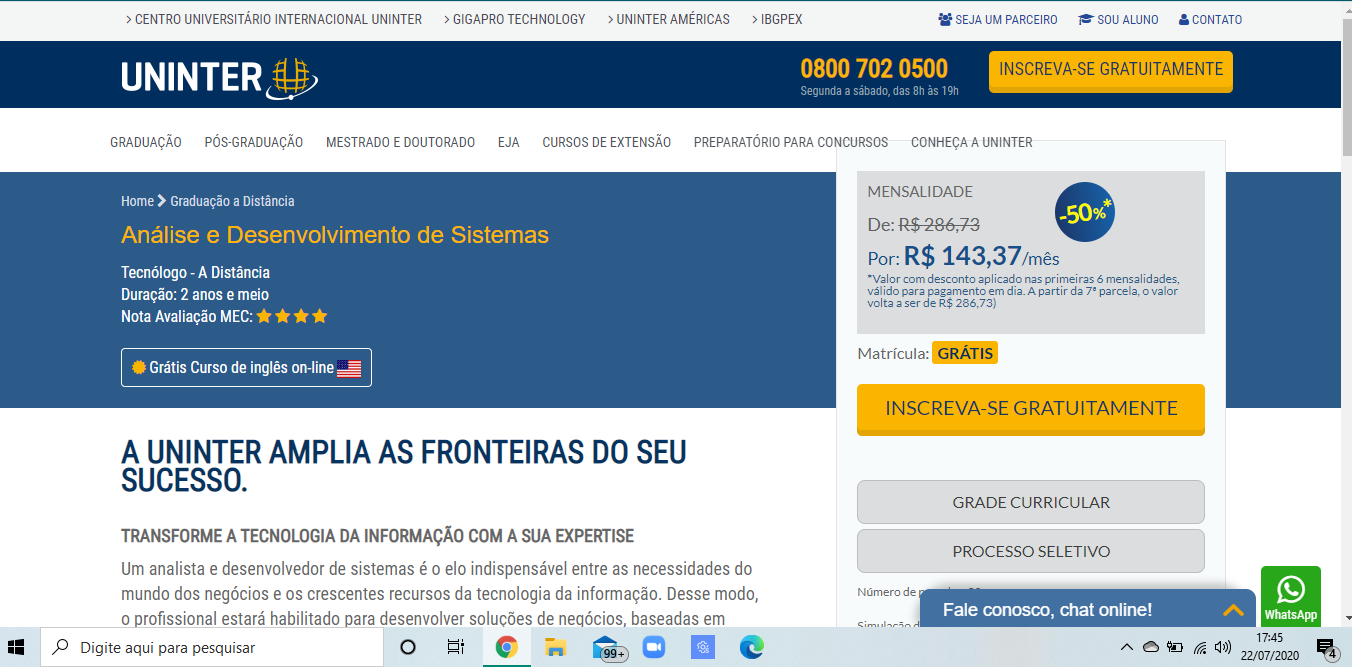 CENTRO UNIVERSITÁRIO INTERNACIONAL UNINTER GIGAPRO TECHNOLOGY UNINTER AMÉRICAS IBGPEX SEJA UM PARCEIRO SOU ALUNO CONTATO
UNINTER
0800 702 0500
Segunda a sábado, das 8h às 19h
INSCREVA-SE GRATUITAMENTE
GRADUAÇÃO PÓS-GRADUAÇÃO MESTRADO E DOUTORADO EJA CURSOS DE EXTENSÃO PREPARATÓRIO PARA CONCURSOS CONHEÇA A UNINTER
Home Graduação a Distância
Análise e Desenvolvimento de Sistemas
Tecnólogo - A Distância
Duração: 2 anos e meio
Nota Avaliação MEC:
Grátis Curso de inglês on-line
MENSALIDADE
De: R$ 286,73
-50%*
Por: R$ 143,37/mês
*Valor com desconto aplicado nas primeiras 6 mensalidades,
válido para pagamento em dia. A partir da 7ª parcela, o valor
volta a ser de R$ 286,73)
Matrícula: GRÁTIS
INSCREVA-SE GRATUITAMENTE
GRADE CURRICULAR
PROCESSO SELETIVO
Número de
A UNINTER AMPLIA AS FRONTEIRAS DO SEU
SUCESSO.
TRANSFORME A TECNOLOGIA DA INFORMAÇÃO COM A SUA EXPERTISE
Um analista e desenvolvedor de sistemas é o elo indispensável entre as necessidades do
mundo dos negócios e os crescentes recursos da tecnologia da informação. Desse modo,
o profissional estará habilitado para desenvolver soluções de negócios, baseadas em
Fale conosco, chat online!
WhatsApp
Digite aqui para pesquisar
99+
17:45
22/07/2020
4